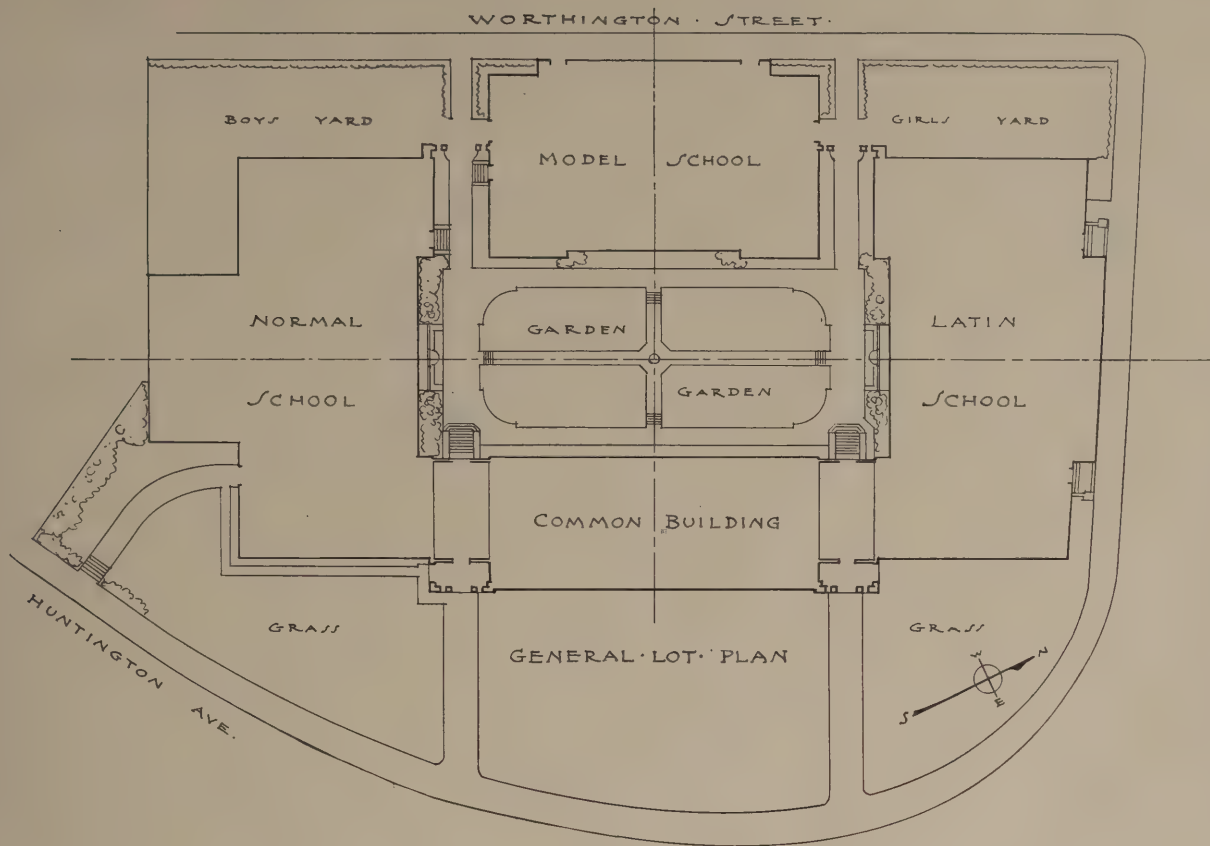 WORTHINGTON · STREET ·
BOYS YARD
GIRLS YARD
MODEL SCHOOL
NORMAL
SCHOOL
LATIN
SCHOOL
GARDEN
GARDEN
COMMON BUILDING
GRASS
GRASS
GENERAL · LOT · PLAN
HUNTINGTON
AVE.
W
N
S
E